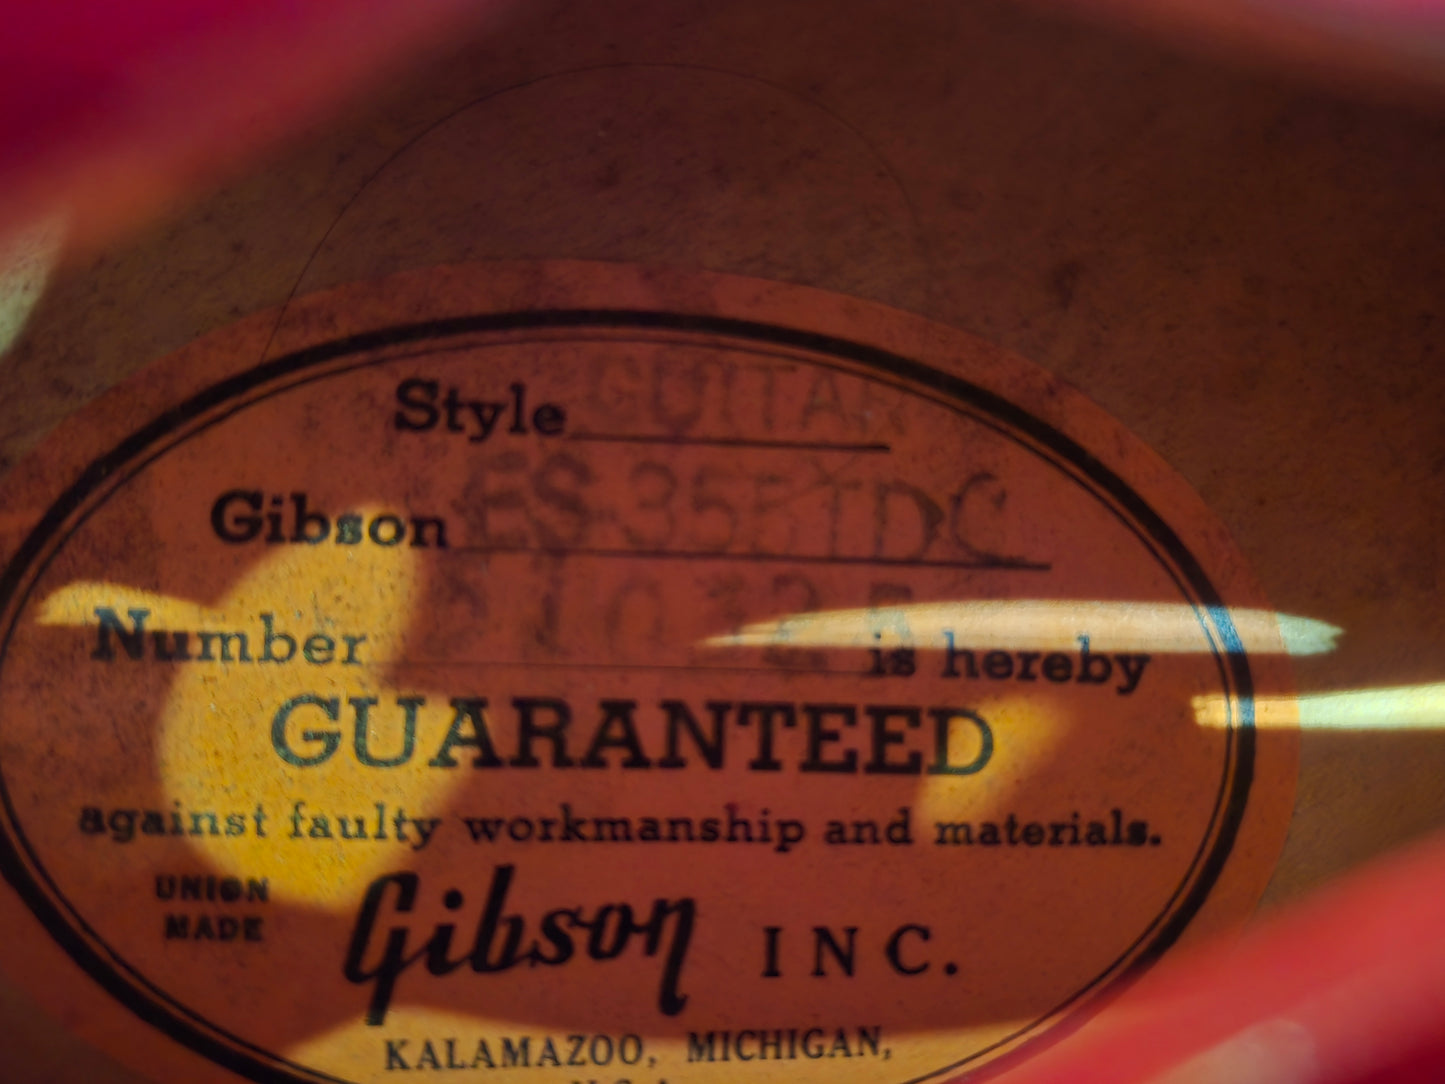 Style GUITAR
Gibson ES-355TDC
Number
is hereby
GUARANTEED
against faulty workmanship and materials.
UNION
MADE
Gibson INC.
KALAMAZOO, MICHIGAN,